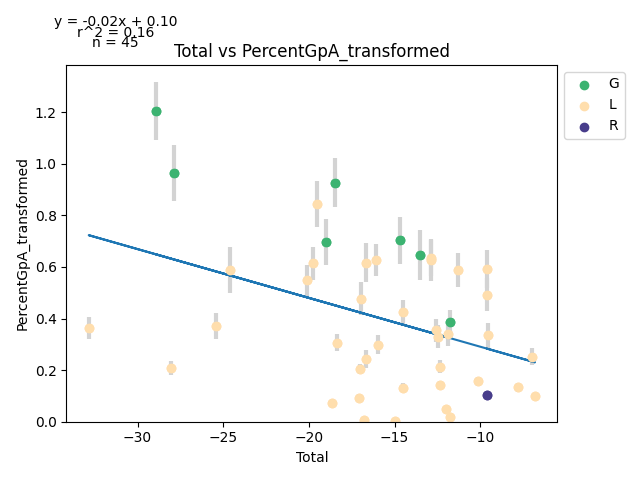 y = -0.02x + 0.10
r^2 = 0.16
n = 45
Total vs PercentGpA_transformed
G
L
R
PercentGpA_transformed
1.2
1.0
0.8
0.6
0.4
0.2
0.0
−30
−25
−20
−15
−10
Total